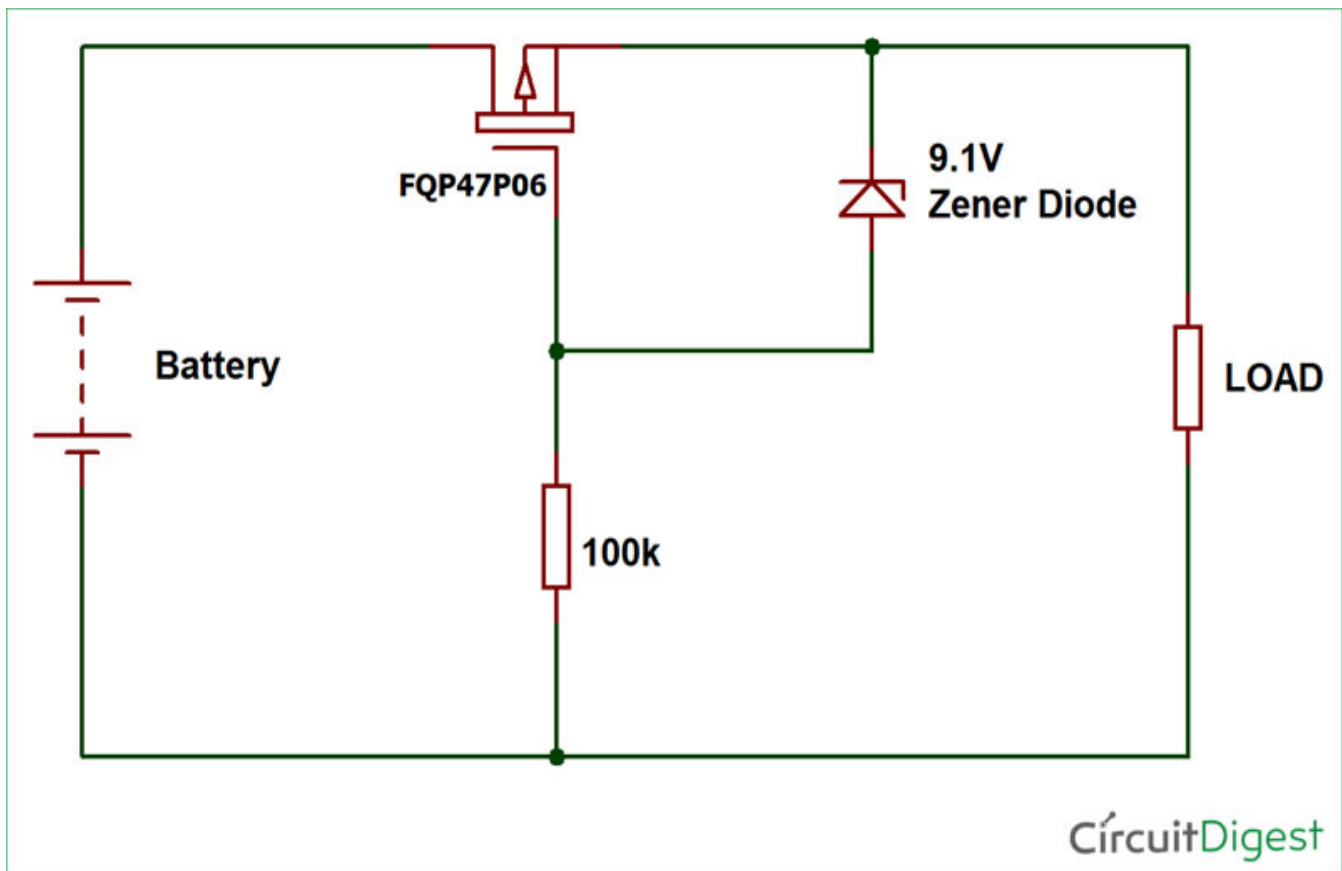 FQP47P06
9.1V
Zener Diode
Battery
LOAD
100k
CircuitDigest